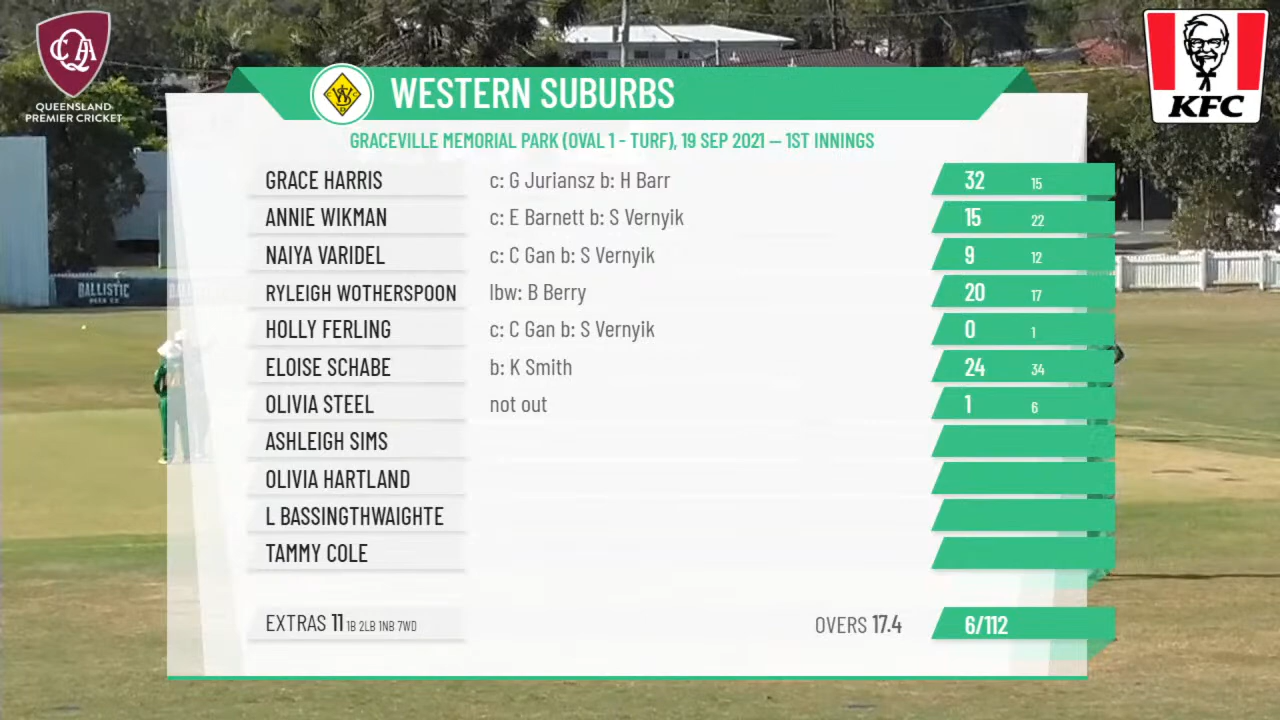 QUEENSLAND
PREMIER CRICKET
KFC
WESTERN SUBURBS
GRACEVILLE MEMORIAL PARK (OVAL 1 - TURF), 19 SEP 2021 – 1ST INNINGS
GRACE HARRIS c: G Juriansz b: H Barr 32 15
ANNIE WIKMAN c: E Barnett b: S Vernyik 15 22
NAIYA VARIDEL c: C Gan b: S Vernyik 9 12
RYLEIGH WOTHERSPOON lbw: B Berry 20 17
HOLLY FERLING c: C Gan b: S Vernyik 0 1
ELOISE SCHABE b: K Smith 24 34
OLIVIA STEEL not out 1 6
ASHLEIGH SIMS
OLIVIA HARTLAND
L BASSINGTHWAIGHTE
TAMMY COLE
EXTRAS 11 1B 2LB 1NB 7WD OVERS 17.4 6/112
BALLISTIC